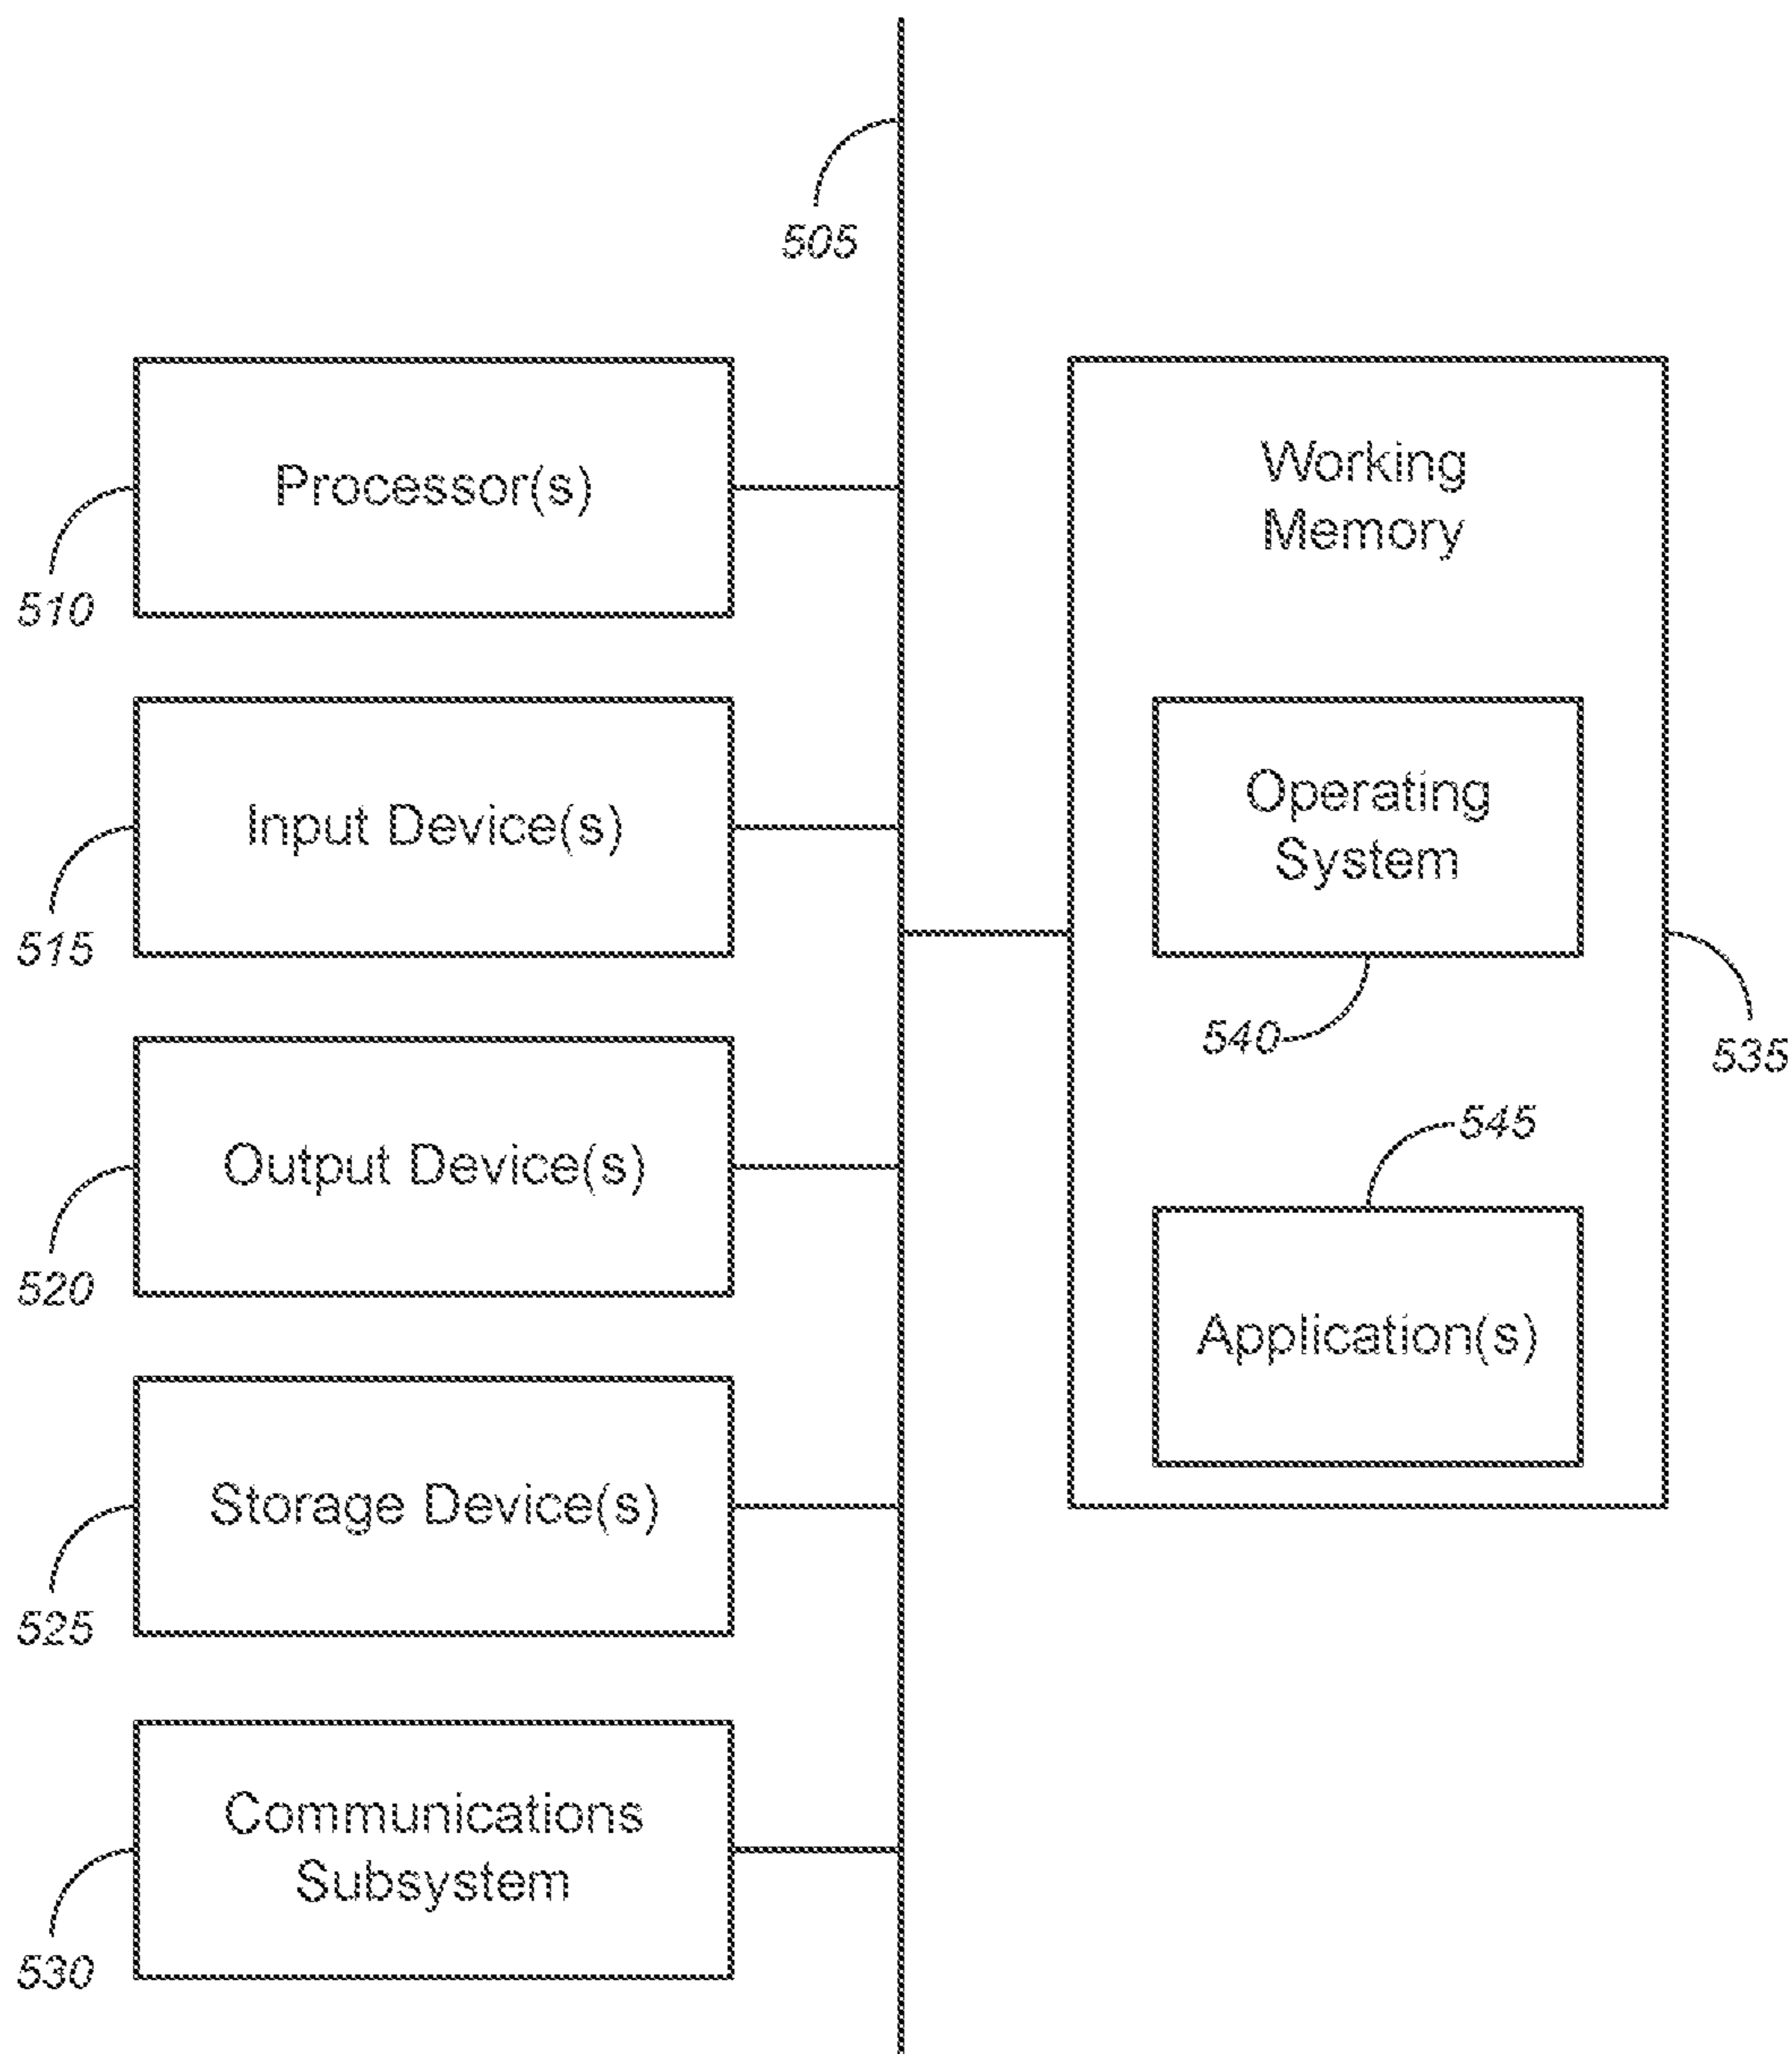 505
Processor(s)
510
Input Device(s)
515
Output Device(s)
520
Storage Device(s)
525
Communications
Subsystem
530
Working
Memory
Operating
System
540
535
545
Application(s)